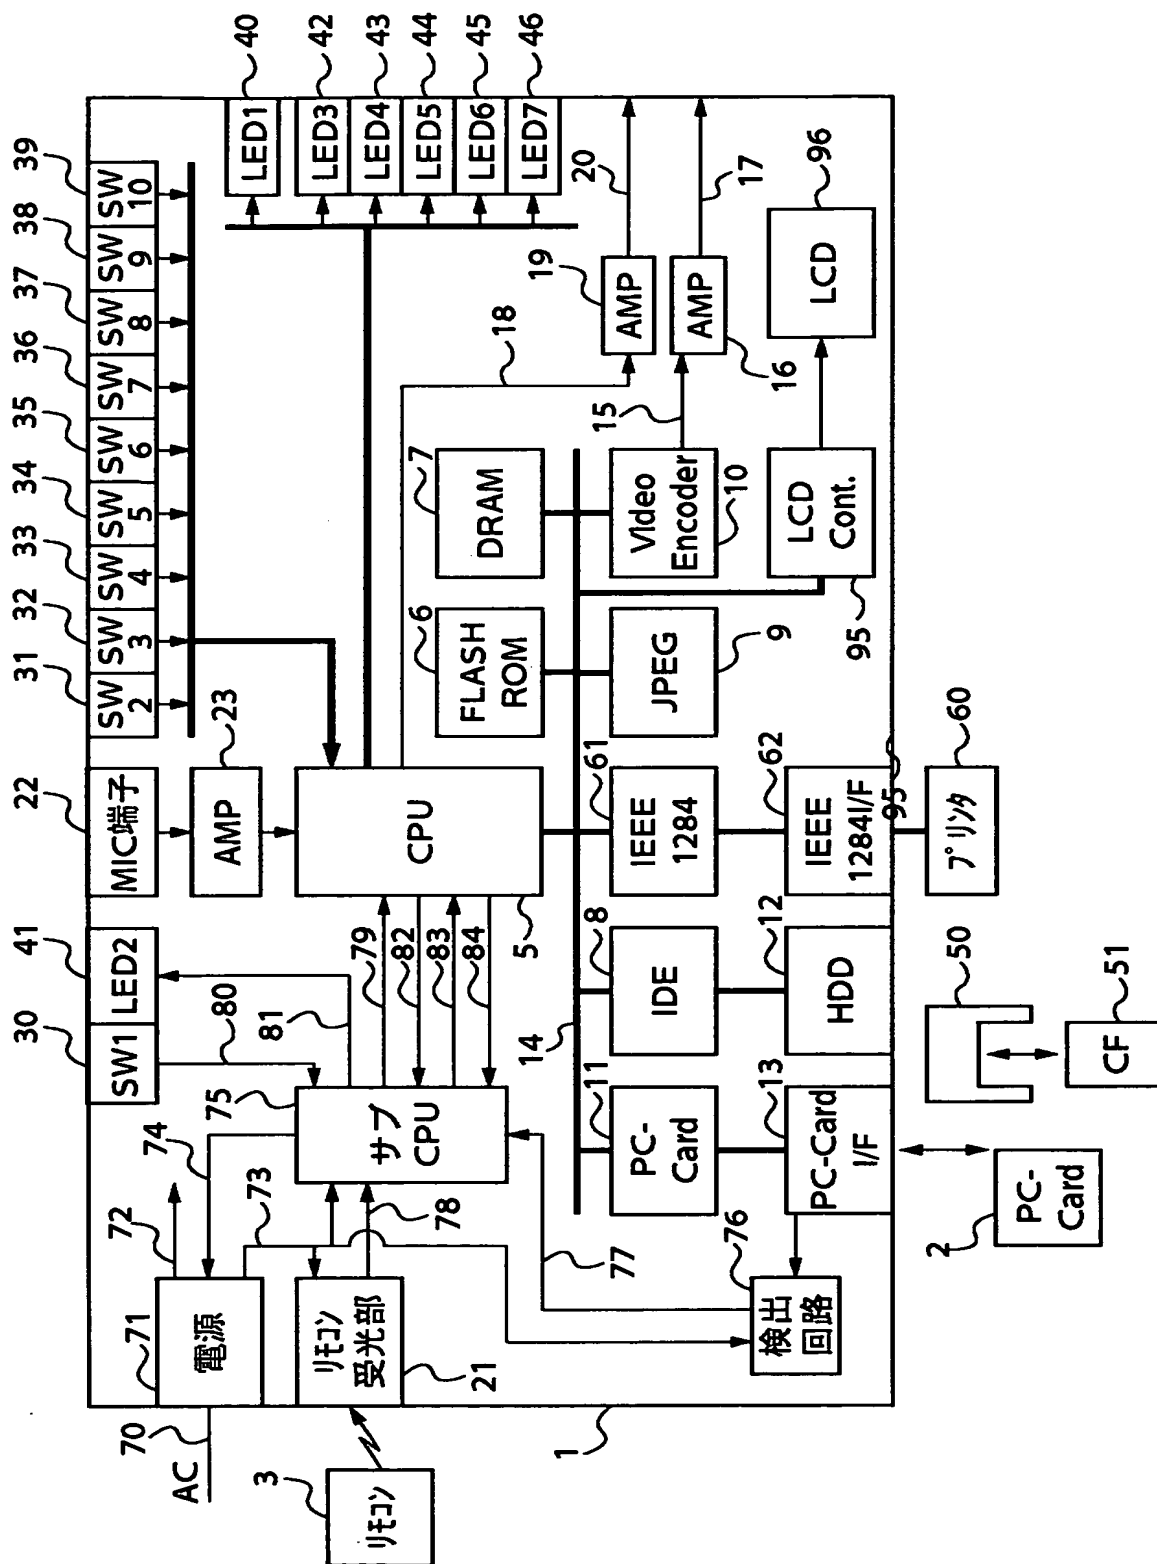 AC
70
電源
71
72
73
74
リモコン
3
リモコン
受光部
21
78
サブ
CPU
75
SW1
30
LED2
41
80
81
79
82
83
84
MIC端子
22
AMP
23
CPU
5
SW
2
31
SW
3
32
SW
4
33
SW
5
34
SW
6
35
SW
7
36
SW
8
37
SW
9
38
SW
10
39
LED1
40
LED3
42
LED4
43
LED5
44
LED6
45
LED7
46
18
AMP
19
20
AMP
16
17
15
FLASH
ROM
6
DRAM
7
14
PC-
Card
11
IDE
8
IEEE
1284
61
JPEG
9
VIdeo
Encoder
10
LCD
Cont.
95
LCD
96
77
検出
回路
76
PC-Card
I/F
13
HDD
12
IEEE
1284I/F
62
95
プリンタ
60
1
PC-
Card
2
50
CF
51